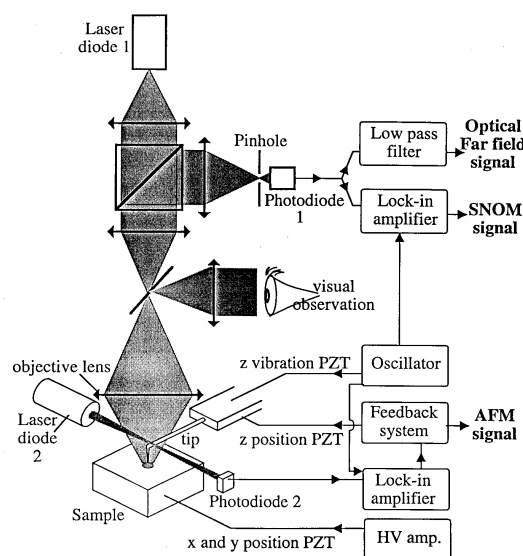 Laser
diode 1
Pinhole
Photodiode
1
Low pass
filter
Optical
Far field
signal
Lock-in
amplifier
SNOM
signal
visual
observation
objective lens
z vibration PZT
Oscillator
Laser
diode
2
tip
z position PZT
Feedback
system
AFM
signal
Photodiode 2
Lock-in
amplifier
Sample
x and y position PZT
HV amp.